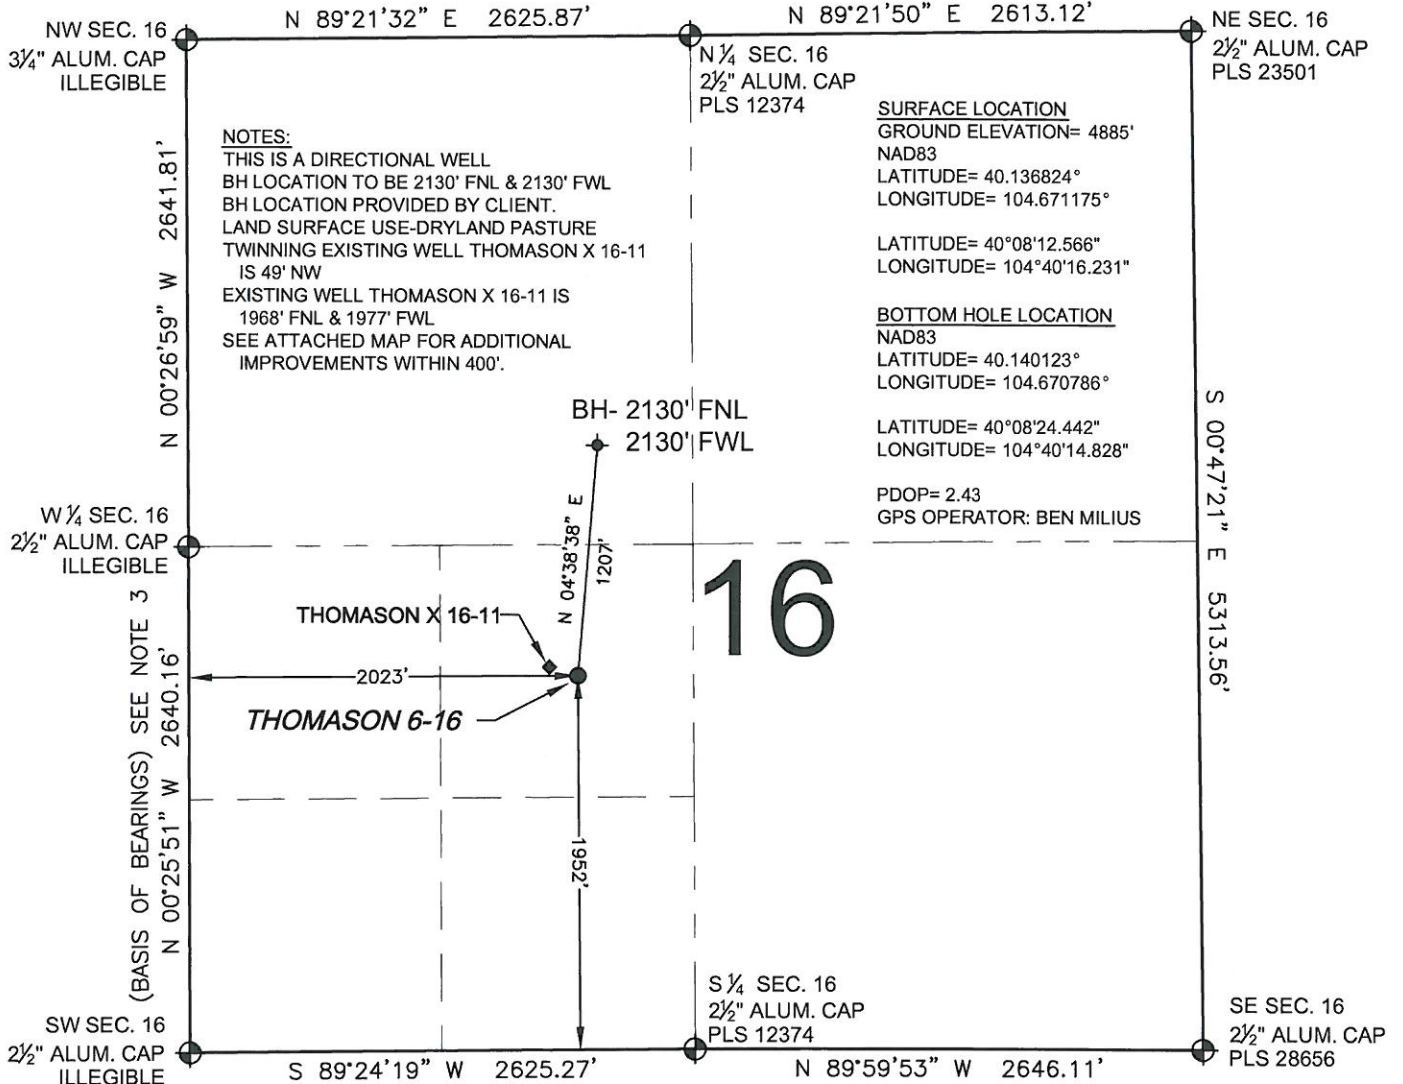 N 89°21'32" E 2625.87'
N 89°21'50" E 2613.12'
NW SEC. 16
3¼" ALUM. CAP
ILLEGIBLE
N ¼ SEC. 16
2½" ALUM. CAP
PLS 12374
NE SEC. 16
2½" ALUM. CAP
PLS 23501
NOTES:
THIS IS A DIRECTIONAL WELL
BH LOCATION TO BE 2130' FNL & 2130' FWL
BH LOCATION PROVIDED BY CLIENT.
LAND SURFACE USE-DRYLAND PASTURE
TWINNING EXISTING WELL THOMASON X 16-11
IS 49' NW
EXISTING WELL THOMASON X 16-11 IS
1968' FNL & 1977' FWL
SEE ATTACHED MAP FOR ADDITIONAL
IMPROVEMENTS WITHIN 400'.
SURFACE LOCATION
GROUND ELEVATION= 4885'
NAD83
LATITUDE= 40.136824°
LONGITUDE= 104.671175°
LATITUDE= 40°08'12.566"
LONGITUDE= 104°40'16.231"
BOTTOM HOLE LOCATION
NAD83
LATITUDE= 40.140123°
LONGITUDE= 104.670786°
LATITUDE= 40°08'24.442"
LONGITUDE= 104°40'14.828"
PDOP= 2.43
GPS OPERATOR: BEN MILIUS
N 00°26'59" W 2641.81'
BH- 2130' FNL
2130' FWL
N 04°38'38" E
1207'
S 00°47'21" E 5313.56'
W ¼ SEC. 16
2½" ALUM. CAP
ILLEGIBLE
16
THOMASON X 16-11
2023'
THOMASON 6-16
1952'
(BASIS OF BEARINGS) SEE NOTE 3
N 00°25'51" W 2640.16'
SW SEC. 16
2½" ALUM. CAP
ILLEGIBLE
S ¼ SEC. 16
2½" ALUM. CAP
PLS 12374
SE SEC. 16
2½" ALUM. CAP
PLS 28656
S 89°24'19" W 2625.27'
N 89°59'53" W 2646.11'